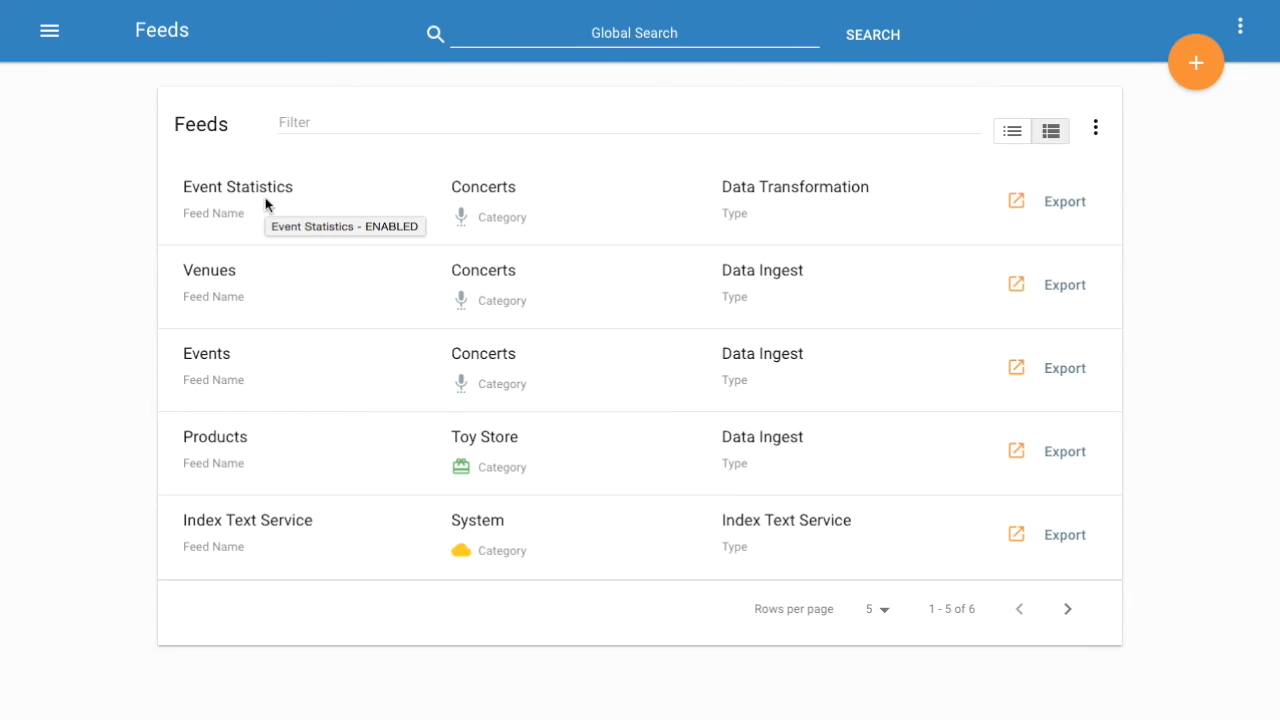 Feeds
Global Search
SEARCH
Feeds
Filter
Event Statistics
Concerts
Data Transformation
Feed Name
Category
Type
Export
Event Statistics - ENABLED
Venues
Concerts
Data Ingest
Feed Name
Category
Type
Export
Events
Concerts
Data Ingest
Feed Name
Category
Type
Export
Products
Toy Store
Data Ingest
Feed Name
Category
Type
Export
Index Text Service
System
Index Text Service
Feed Name
Category
Type
Export
Rows per page 5 1 - 5 of 6